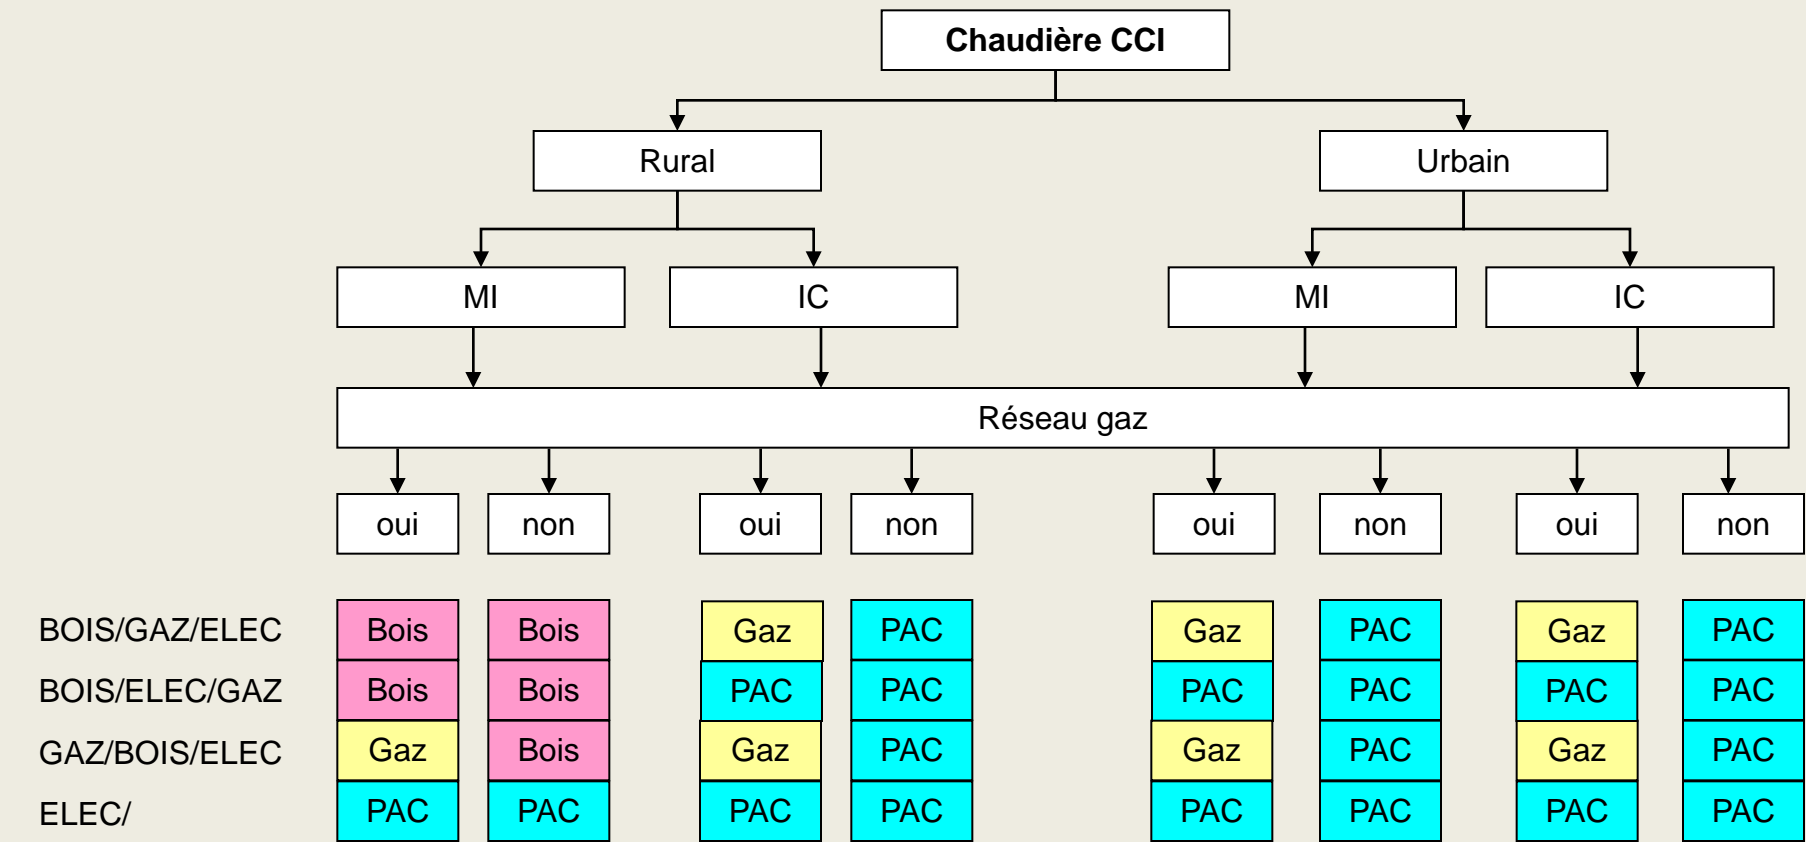 Chaudière CCI
Rural Urbain
MI IC MI IC
Réseau gaz
oui non oui non oui non oui non
BOIS/GAZ/ELEC Bois Bois Gaz PAC Gaz PAC Gaz PAC
BOIS/ELEC/GAZ Bois Bois PAC PAC PAC PAC PAC PAC
GAZ/BOIS/ELEC Gaz Bois Gaz PAC Gaz PAC Gaz PAC
ELEC/ PAC PAC PAC PAC PAC PAC PAC PAC